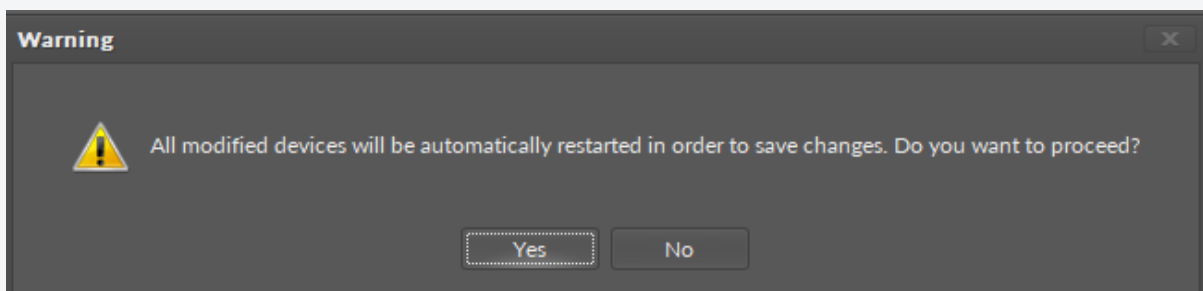 Warning
All modified devices will be automatically restarted in order to save changes. Do you want to proceed?
Yes
No